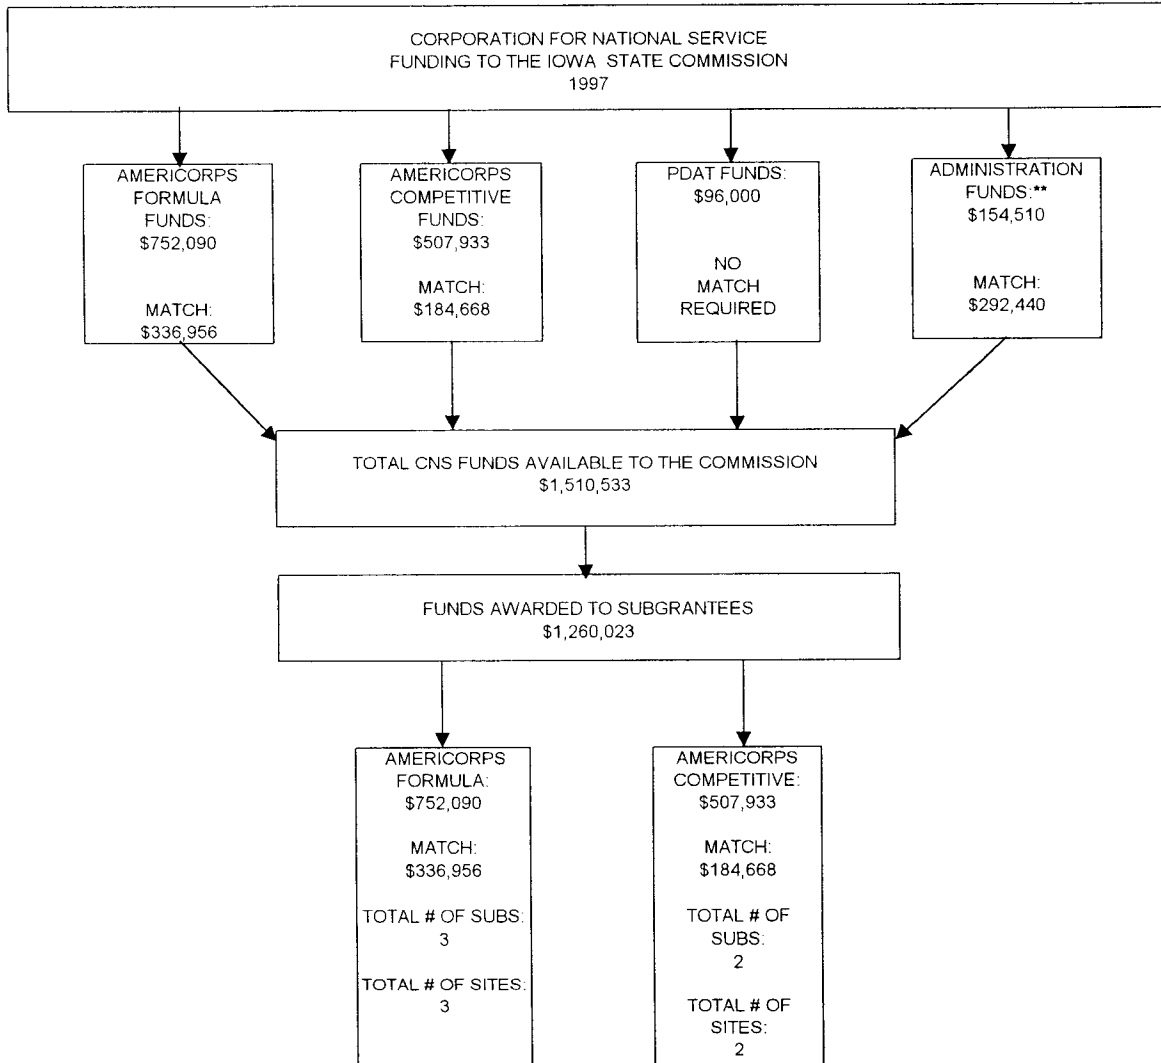 CORPORATION FOR NATIONAL SERVICE
FUNDING TO THE IOWA STATE COMMISSION
1997
AMERICORPS
FORMULA
FUNDS:
$752,090
MATCH:
$336,956
AMERICORPS
COMPETITIVE
FUNDS:
$507,933
MATCH:
$184,668
PDAT FUNDS:
$96,000
NO
MATCH
REQUIRED
ADMINISTRATION
FUNDS:**
$154,510
MATCH:
$292,440
TOTAL CNS FUNDS AVAILABLE TO THE COMMISSION
$1,510,533
FUNDS AWARDED TO SUBGRANTEES
$1,260,023
AMERICORPS
FORMULA:
$752,090
MATCH:
$336,956
TOTAL # OF SUBS:
3
TOTAL # OF SITES:
3
AMERICORPS
COMPETITIVE:
$507,933
MATCH:
$184,668
TOTAL # OF
SUBS:
2
TOTAL # OF
SITES:
2